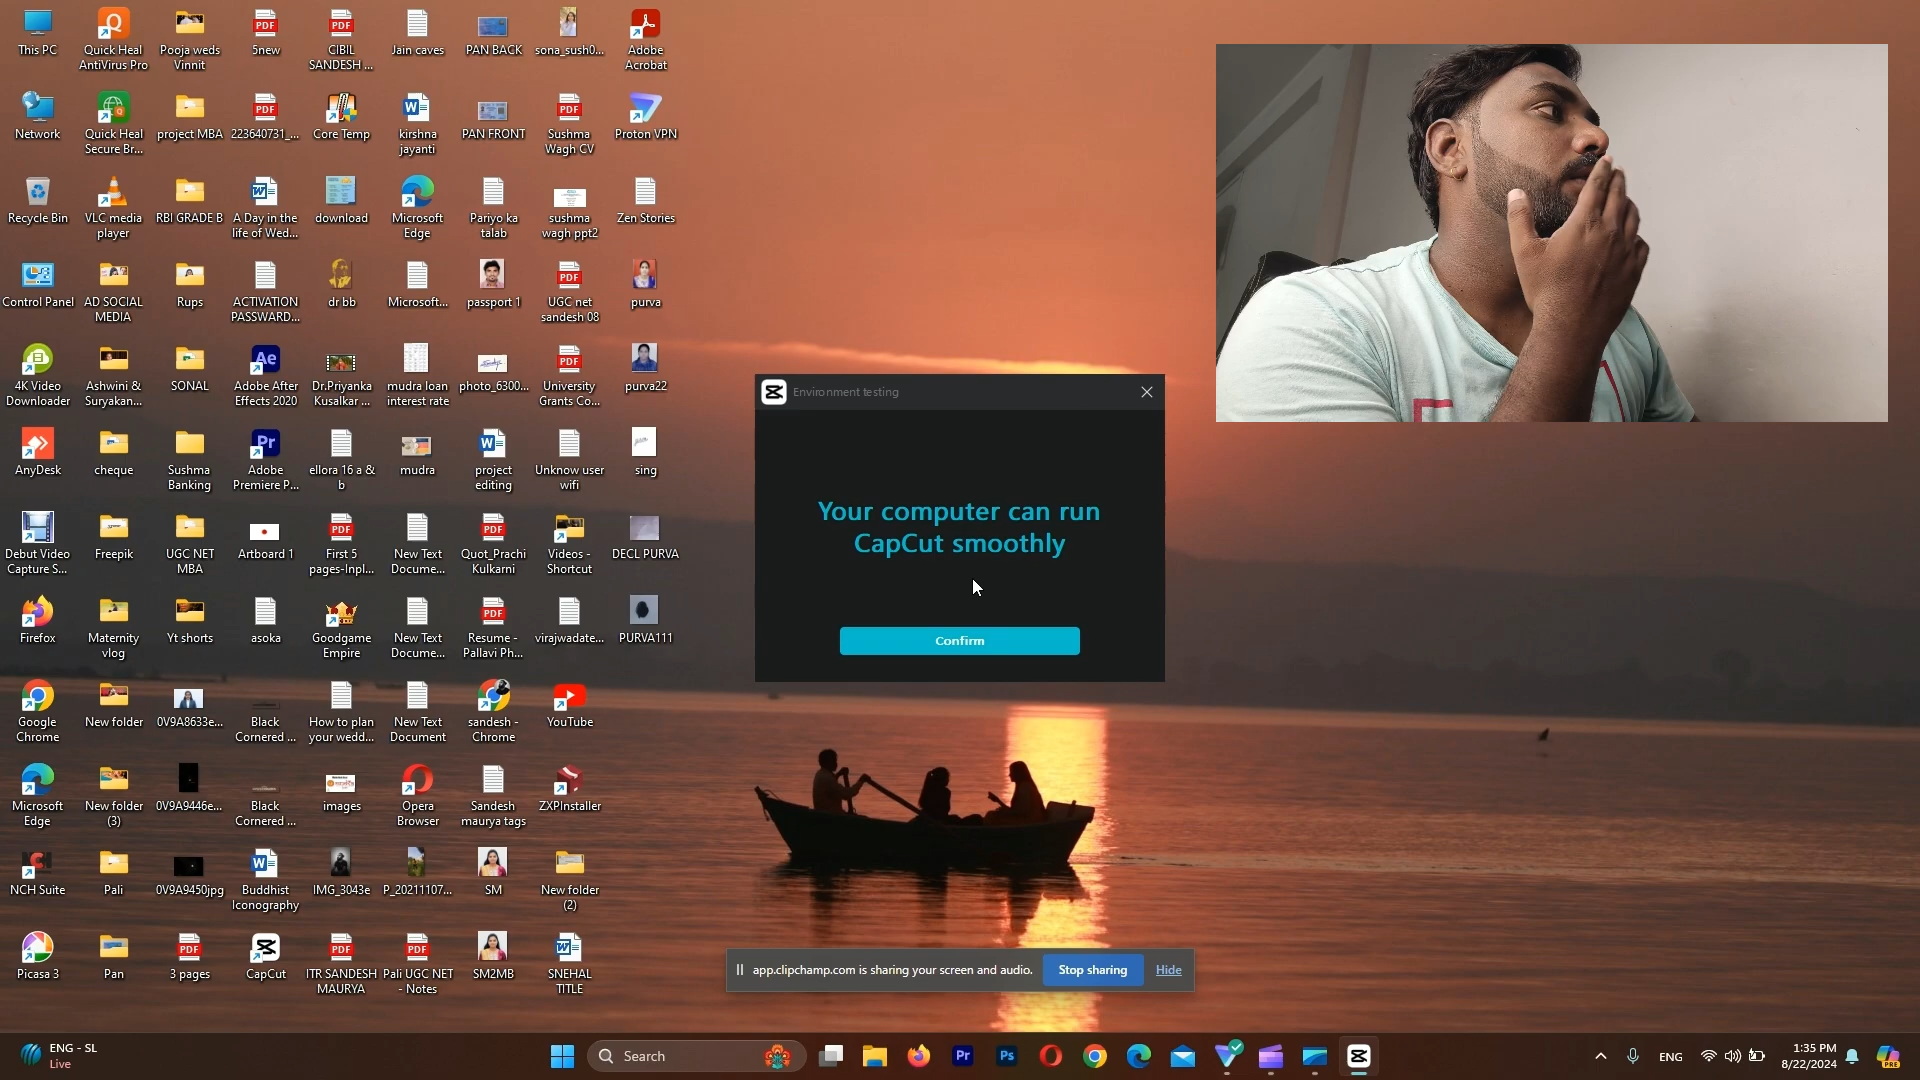 This PC
Quick Heal
AntiVirus Pro
Pooja weds
Vinnit
5new
CIBIL
SANDESH ...
Jain caves
PAN BACK
sona_sush0...
Adobe
Acrobat
Network
Quick Heal
Secure Br...
project MBA
223640731_...
Core Temp
kirshna
jayanti
PAN FRONT
Sushma
Wagh CV
Proton VPN
Recycle Bin
VLC media
player
RBI GRADE B
A Day in the
life of Wed...
download
Microsoft
Edge
Pariyo ka
talab
sushma
wagh ppt2
Zen Stories
Control Panel
AD SOCIAL
MEDIA
Rups
ACTIVATION
PASSWARD...
dr bb
Microsoft...
passport 1
UGC net
sandesh 08
purva
4K Video
Downloader
Ashwini &
Suryakan...
SONAL
Adobe After
Effects 2020
Dr.Priyanka
Kusalkar ...
mudra loan
interest rate
photo_6300...
University
Grants Co...
purva22
AnyDesk
cheque
Sushma
Banking
Adobe
Premiere P...
ellora 16 a &
b
mudra
project
editing
Unknow user
wifi
sing
Debut Video
Capture S...
Freepik
UGC NET
MBA
Artboard 1
First 5
pages-Inpl...
New Text
Docume...
Quot_Prachi
Kulkarni
Videos -
Shortcut
DECL PURVA
Firefox
Maternity
vlog
Yt shorts
asoka
Goodgame
Empire
New Text
Docume...
Resume -
Pallavi Ph...
virajwadate...
PURVA111
Google
Chrome
New folder
0V9A8633e...
Black
Cornered ...
How to plan
your wedd...
New Text
Document
sandesh -
Chrome
YouTube
Microsoft
Edge
New folder
(3)
0V9A9446e...
Black
Cornered ...
images
Opera
Browser
Sandesh
maurya tags
ZXPInstaller
NCH Suite
Pali
0V9A9450jpg
Buddhist
Iconography
IMG_3043e
P_20211107...
SM
New folder
(2)
Picasa 3
Pan
3 pages
CapCut
ITR SANDESH
MAURYA
Pali UGC NET
- Notes
SM2MB
SNEHAL
TITLE
Environment testing
Your computer can run
CapCut smoothly
Confirm
app.clipchamp.com is sharing your screen and audio.
Stop sharing
Hide
ENG - SL
Live
Search
ENG
1:35 PM
8/22/2024